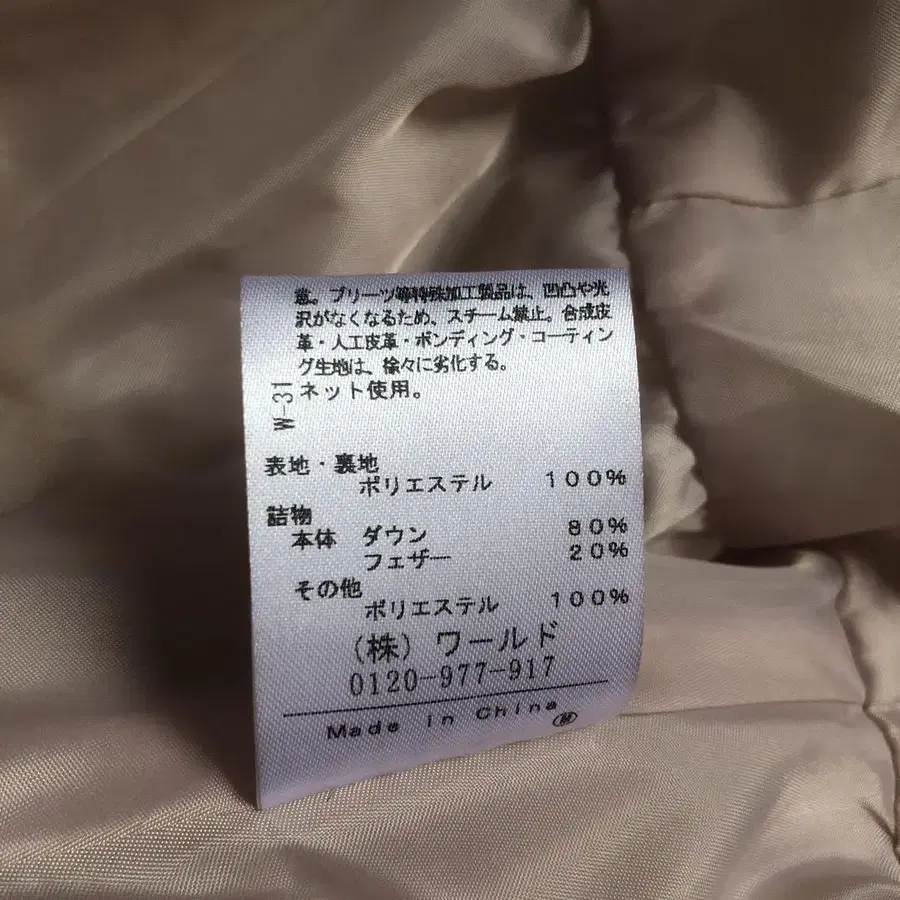 意。プリーツ等特殊加工製品は、凹凸や光
沢がなくなるため、スチーム禁止。合成皮
革・人工皮革・ボンディング・コーティン
グ生地は、徐々に劣化する。
ネット使用。
W-31
表地・裏地
ポリエステル 100%
詰物
本体 ダウン 80%
フェザー 20%
その他
ポリエステル 100%
(株) ワールド
0120-977-917
Made in China M